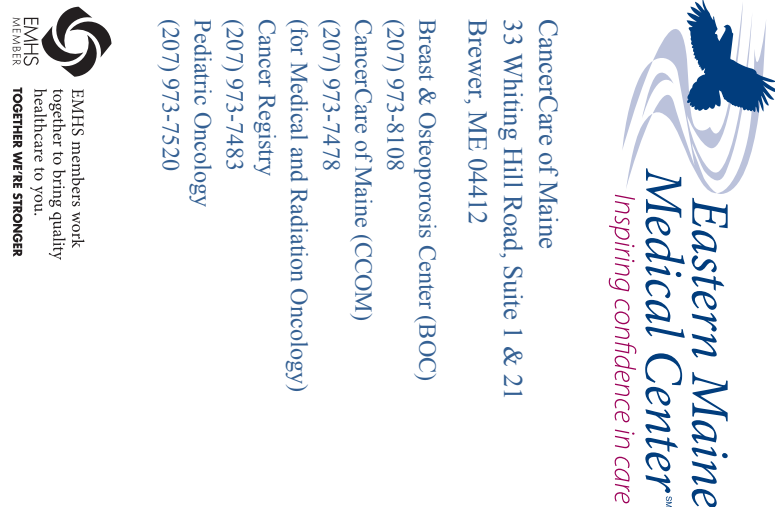 Eastern Maine
Medical Center℠
Inspiring confidence in care
CancerCare of Maine
33 Whiting Hill Road, Suite 1 & 21
Brewer, ME 04412
Breast & Osteoporosis Center (BOC)
(207) 973-8108
CancerCare of Maine (CCOM)
(207) 973-7478
(for Medical and Radiation Oncology)
Cancer Registry
(207) 973-7483
Pediatric Oncology
(207) 973-7520
EMHS
MEMBER
EMHS members work
together to bring quality
healthcare to you.
TOGETHER WE'RE STRONGER